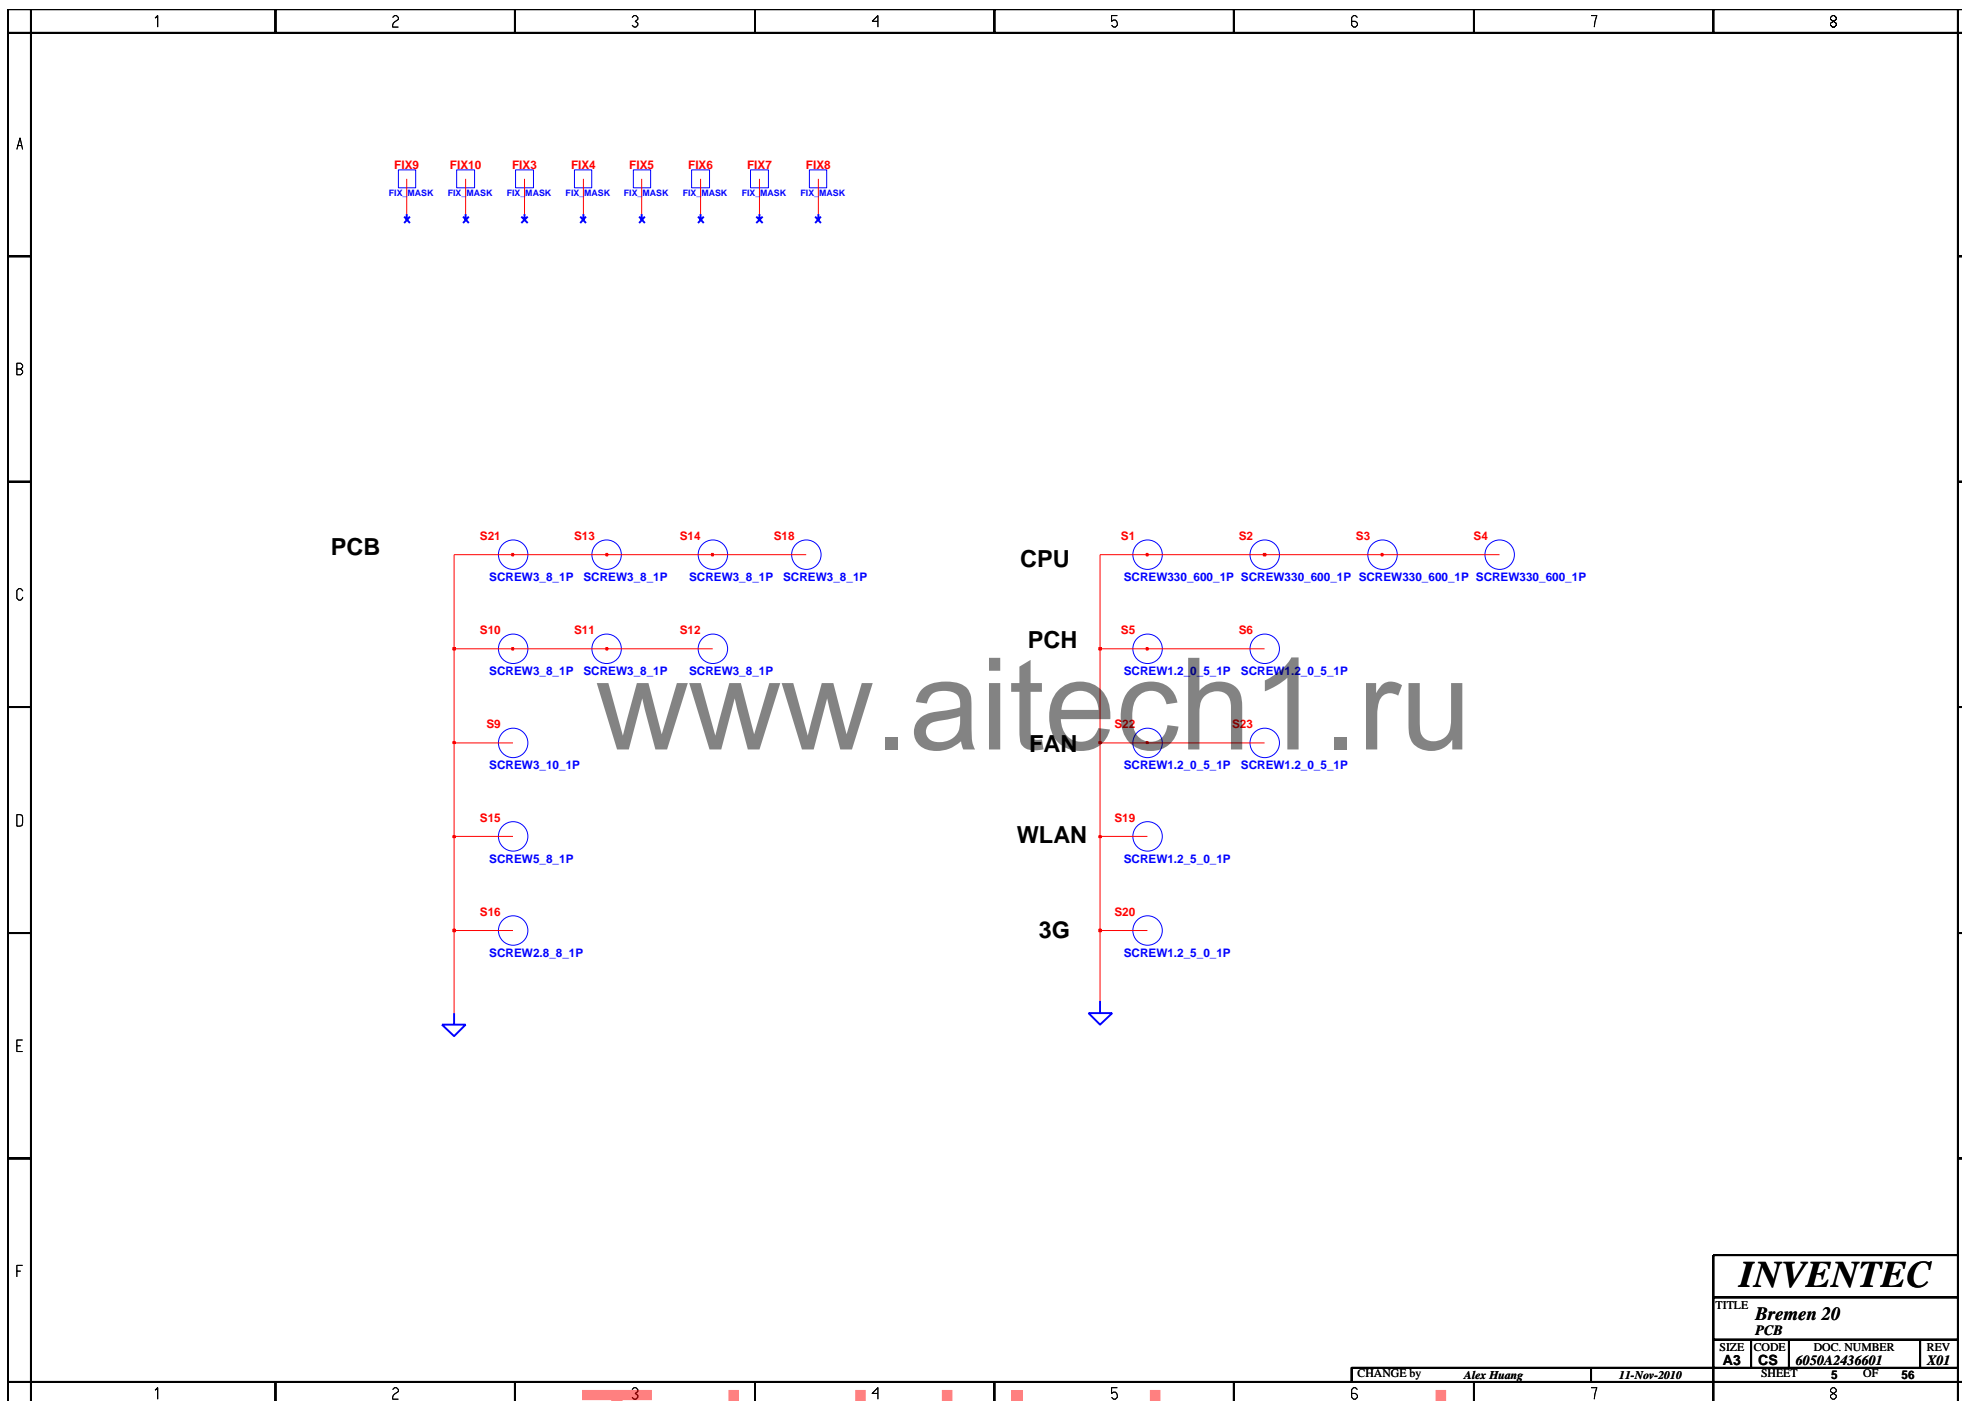 1 2 3 4 5 6 7 8
A
FIX9 FIX10 FIX3 FIX4 FIX5 FIX6 FIX7 FIX8
FIX_MASK FIX_MASK FIX_MASK FIX_MASK FIX_MASK FIX_MASK FIX_MASK FIX_MASK
B
PCB
S21 S13 S14 S18
SCREW3_8_1P SCREW3_8_1P SCREW3_8_1P SCREW3_8_1P
CPU
S1 S2 S3 S4
SCREW330_600_1P SCREW330_600_1P SCREW330_600_1P SCREW330_600_1P
C
S10 S11 S12
SCREW3_8_1P SCREW3_8_1P SCREW3_8_1P
PCH
S5 S6
SCREW1.2_0_5_1P SCREW1.2_0_5_1P
www.aitech1.ru
S9
SCREW3_10_1P
FAN
S22 S23
SCREW1.2_0_5_1P SCREW1.2_0_5_1P
D
S15
SCREW5_8_1P
WLAN
S19
SCREW1.2_5_0_1P
S16
SCREW2.8_8_1P
3G
S20
SCREW1.2_5_0_1P
E
F
INVENTEC
TITLE Bremen 20
PCB
SIZE CODE DOC. NUMBER REV
A3 CS 6050A2436601 X01
CHANGE by Alex Huang 11-Nov-2010 SHEET 5 OF 56
1 2 3 4 5 6 7 8